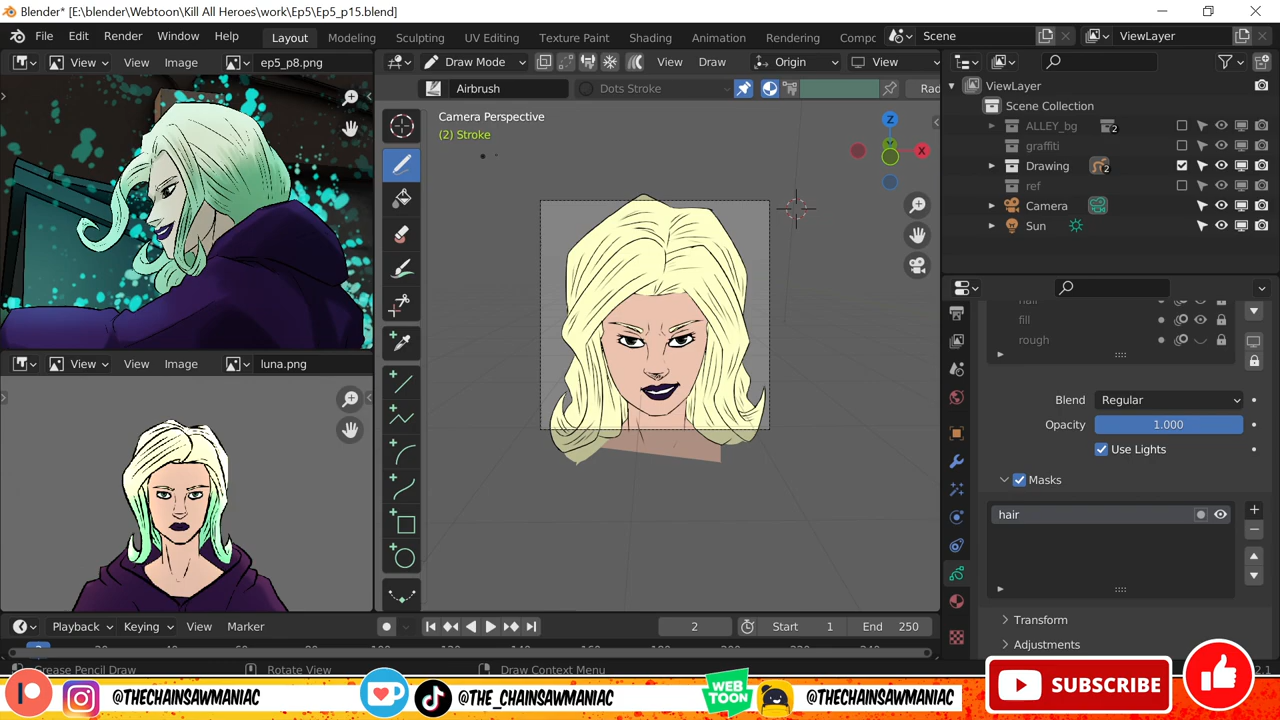 Blender* [E:\blender\Webtoon\Kill All Heroes\work\Ep5\Ep5_p15.blend]
File Edit Render Window Help Layout Modeling Sculpting UV Editing Texture Paint Shading Animation Rendering Compc Scene ViewLayer
View View Image ep5_p8.png
Draw Mode View Draw Origin View
Airbrush Dots Stroke Rad
Camera Perspective
(2) Stroke
Z
Y
X
View View Image luna.png
ViewLayer
Scene Collection
ALLEY_bg 2
graffiti
Drawing 2
ref
Camera
Sun
hair
fill
rough
Blend Regular
Opacity 1.000
Use Lights
Masks
hair
Transform
Adjustments
Playback Keying View Marker 2 Start 1 End 250
Grease Pencil Draw Rotate View Draw Context Menu
@THECHAINSAWMANIAC @THE_CHAINSAWMANIAC WEB TOON @THECHAINSAWMANIAC SUBSCRIBE